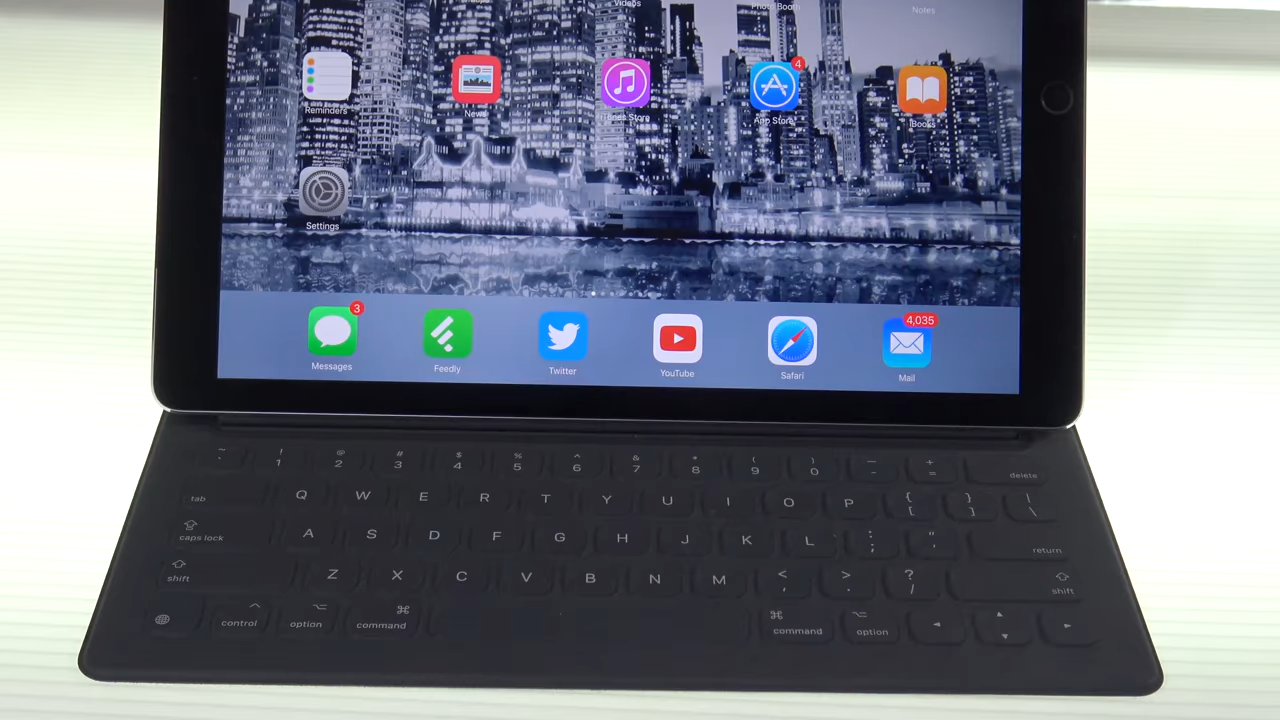 Videos
Photo Booth
Notes
Reminders
News
iTunes Store
4
App Store
iBooks
Settings
3
Messages
Feedly
Twitter
YouTube
Safari
4,035
Mail
~ ! @ # $ % ^ & * ( ) — +
` 1 2 3 4 5 6 7 8 9 0 - = delete
tab Q W E R T Y U I O P { [ } ] | \
caps lock A S D F G H J K L : ; " ' return
shift Z X C V B N M < , > . ? / shift
control option command command option